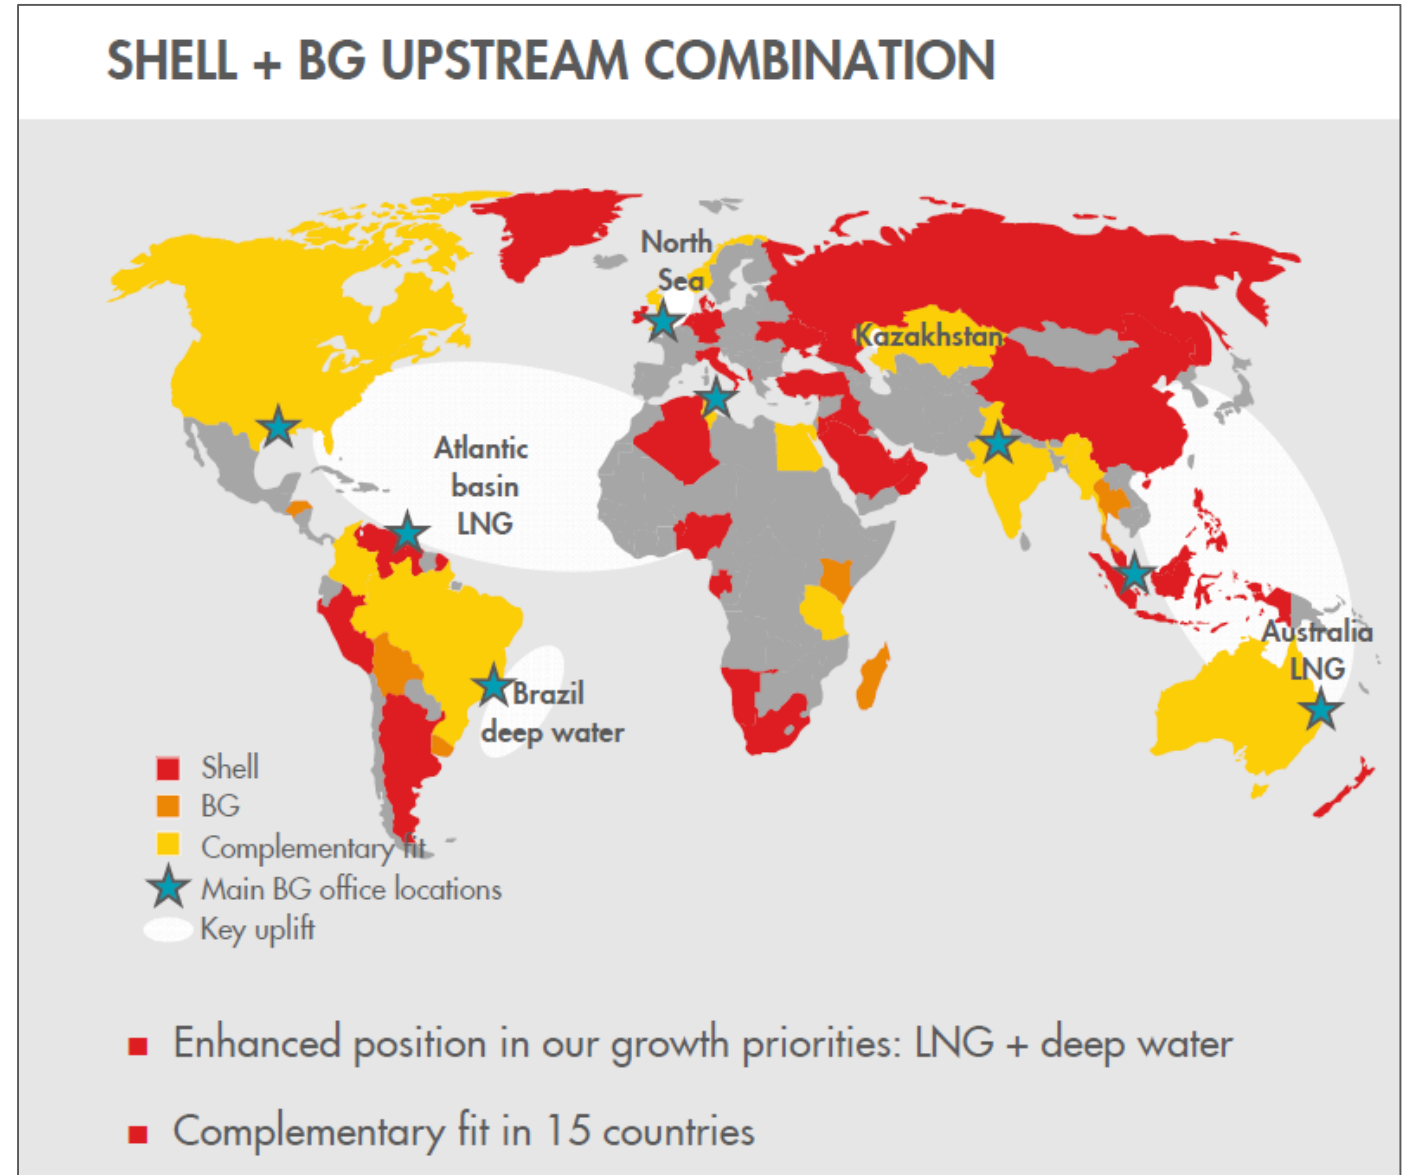 SHELL + BG UPSTREAM COMBINATION
North
Sea
Kazakhstan
Atlantic
basin
LNG
Australia
LNG
Brazil
deep water
Shell
BG
Complementary fit
Main BG office locations
Key uplift
Enhanced position in our growth priorities: LNG + deep water
Complementary fit in 15 countries